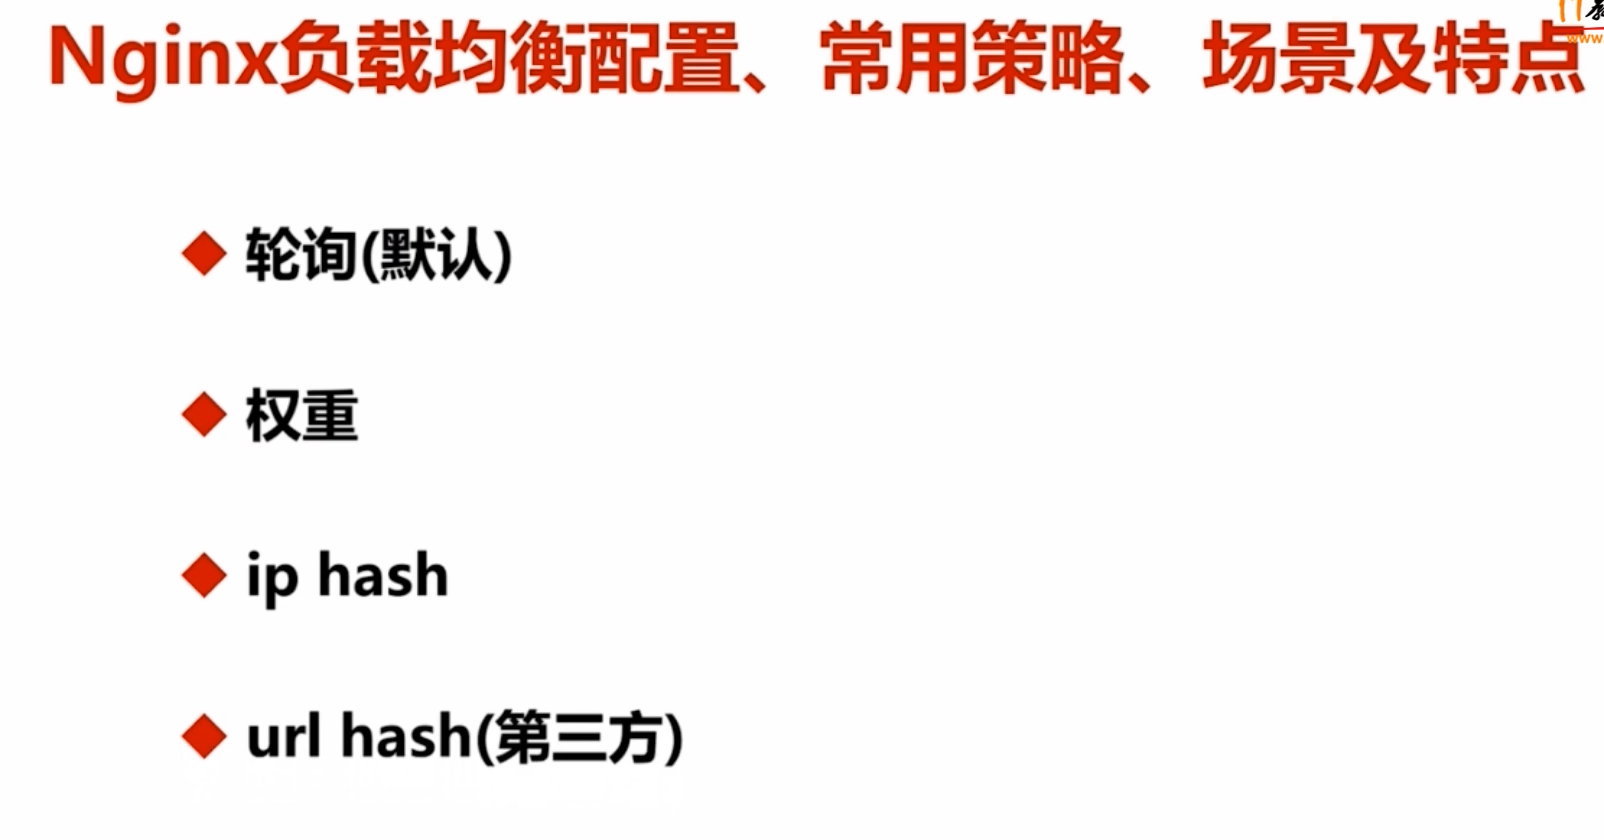 Nginx负载均衡配置、常用策略、场景及特点
www.
轮询(默认)
权重
ip hash
url hash(第三方)